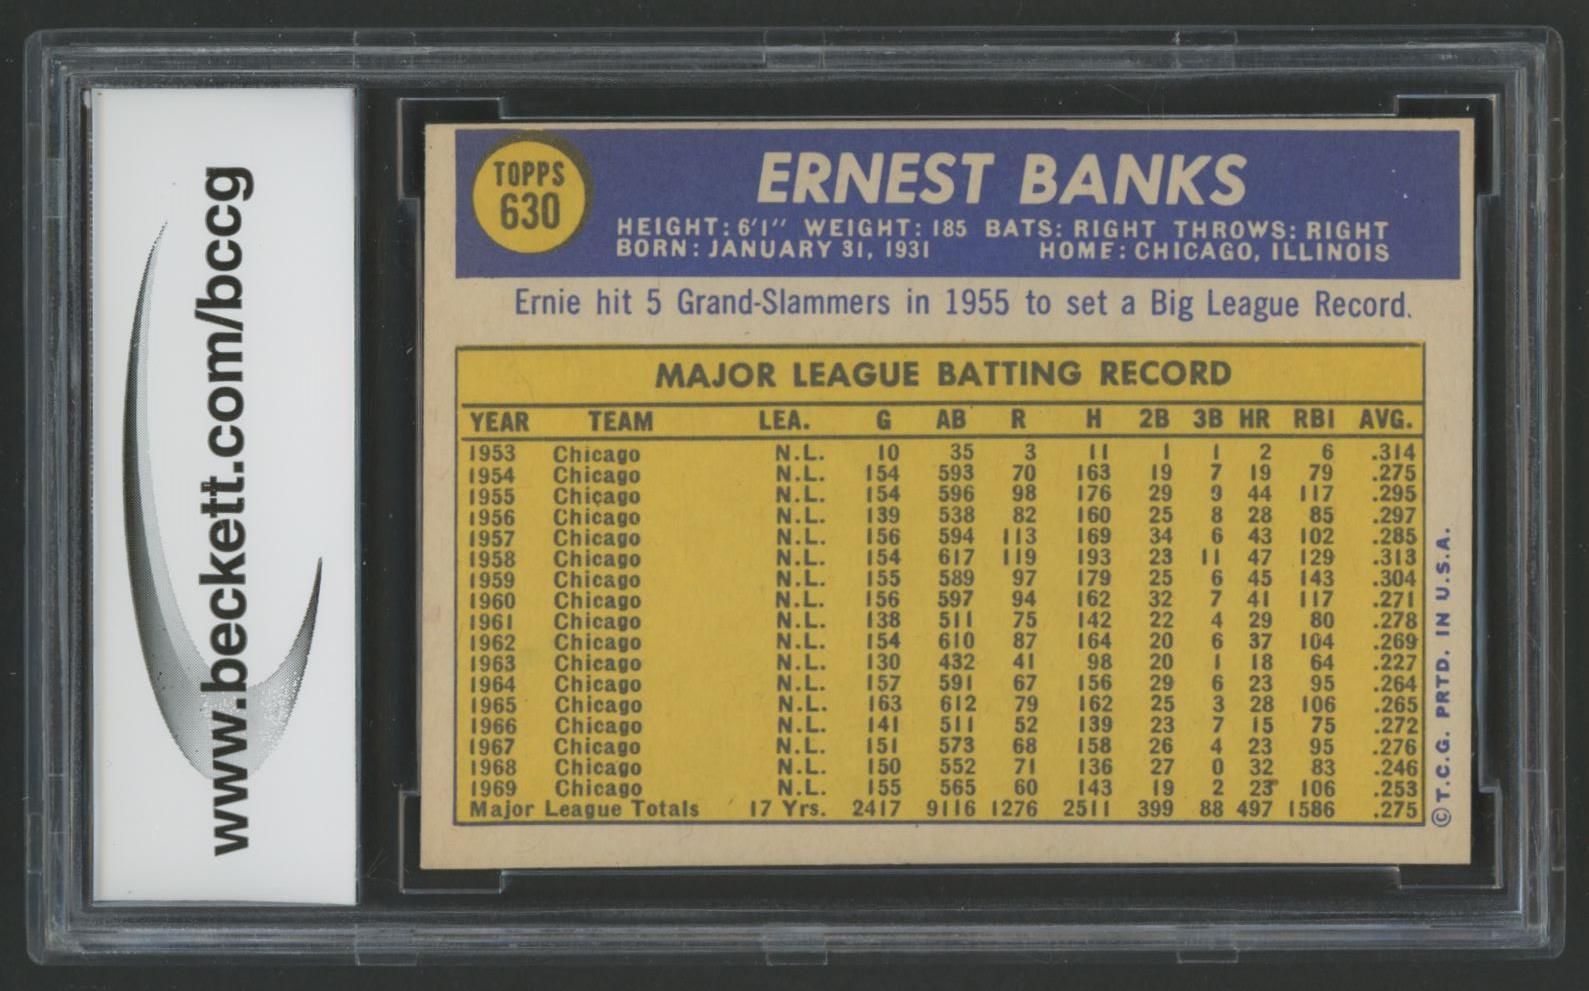 www.beckett.com/bccg
TOPPS
630
ERNEST BANKS
HEIGHT: 6'1" WEIGHT: 185 BATS: RIGHT THROWS: RIGHT
BORN: JANUARY 31, 1931 HOME: CHICAGO, ILLINOIS
Ernie hit 5 Grand-Slammers in 1955 to set a Big League Record.
MAJOR LEAGUE BATTING RECORD
YEAR TEAM LEA. G AB R H 2B 3B HR RBI AVG.
1953 Chicago N.L. 10 35 3 11 1 1 2 6 .314
1954 Chicago N.L. 154 593 70 163 19 7 19 79 .275
1955 Chicago N.L. 154 596 98 176 29 9 44 117 .295
1956 Chicago N.L. 139 538 82 160 25 8 28 85 .297
1957 Chicago N.L. 156 594 113 169 34 6 43 102 .285
1958 Chicago N.L. 154 617 119 193 23 11 47 129 .313
1959 Chicago N.L. 155 589 97 179 25 6 45 143 .304
1960 Chicago N.L. 156 597 94 162 32 7 41 117 .271
1961 Chicago N.L. 138 511 75 142 22 4 29 80 .278
1962 Chicago N.L. 154 610 87 164 20 6 37 104 .269
1963 Chicago N.L. 130 432 41 98 20 1 18 64 .227
1964 Chicago N.L. 157 591 67 156 29 6 23 95 .264
1965 Chicago N.L. 163 612 79 162 25 3 28 106 .265
1966 Chicago N.L. 141 511 52 139 23 7 15 75 .272
1967 Chicago N.L. 151 573 68 158 26 4 23 95 .276
1968 Chicago N.L. 150 552 71 136 27 0 32 83 .246
1969 Chicago N.L. 155 565 60 143 19 2 23 106 .253
Major League Totals 17 Yrs. 2417 9116 1276 2511 399 88 497 1586 .275
©T.C.G. PRTD. IN U.S.A.